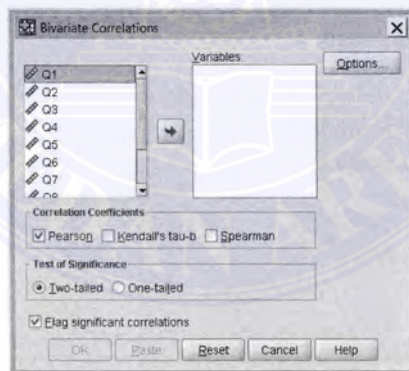 Bivariate Correlations
Variables:
Options...
Q1
Q2
Q3
Q4
Q5
Q6
Q7
Q8
Correlation Coefficients
Pearson Kendall's tau-b Spearman
Test of Significance
Two-tailed One-tailed
Flag significant correlations
OK Paste Reset Cancel Help